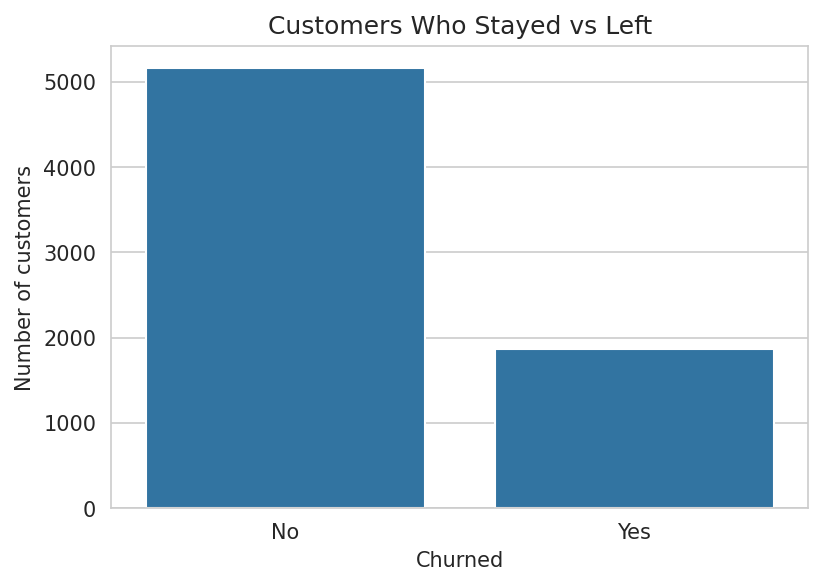 Customers Who Stayed vs Left
Number of customers
5000
4000
3000
2000
1000
0
No
Yes
Churned